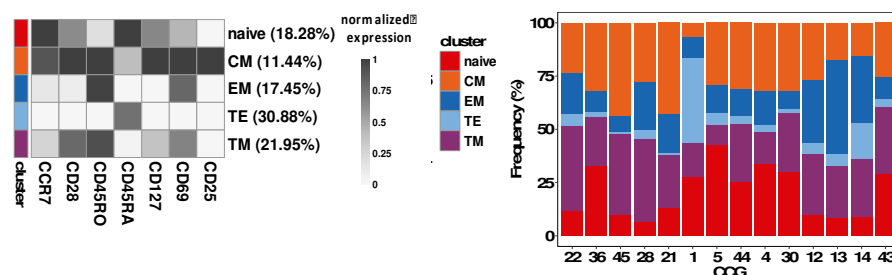 naive (18.28%)
CM (11.44%)
EM (17.45%)
TE (30.88%)
TM (21.95%)
cluster
CCR7
CD28
CD45RO
CD45RA
CD127
CD69
CD25
normalized
expression
1
0.75
0.5
0.25
0
cluster
naive
CM
EM
TE
TM
Frequency (%)
100
75
50
25
0
22 36 45 28 21 1 5 44 4 30 12 13 14 43